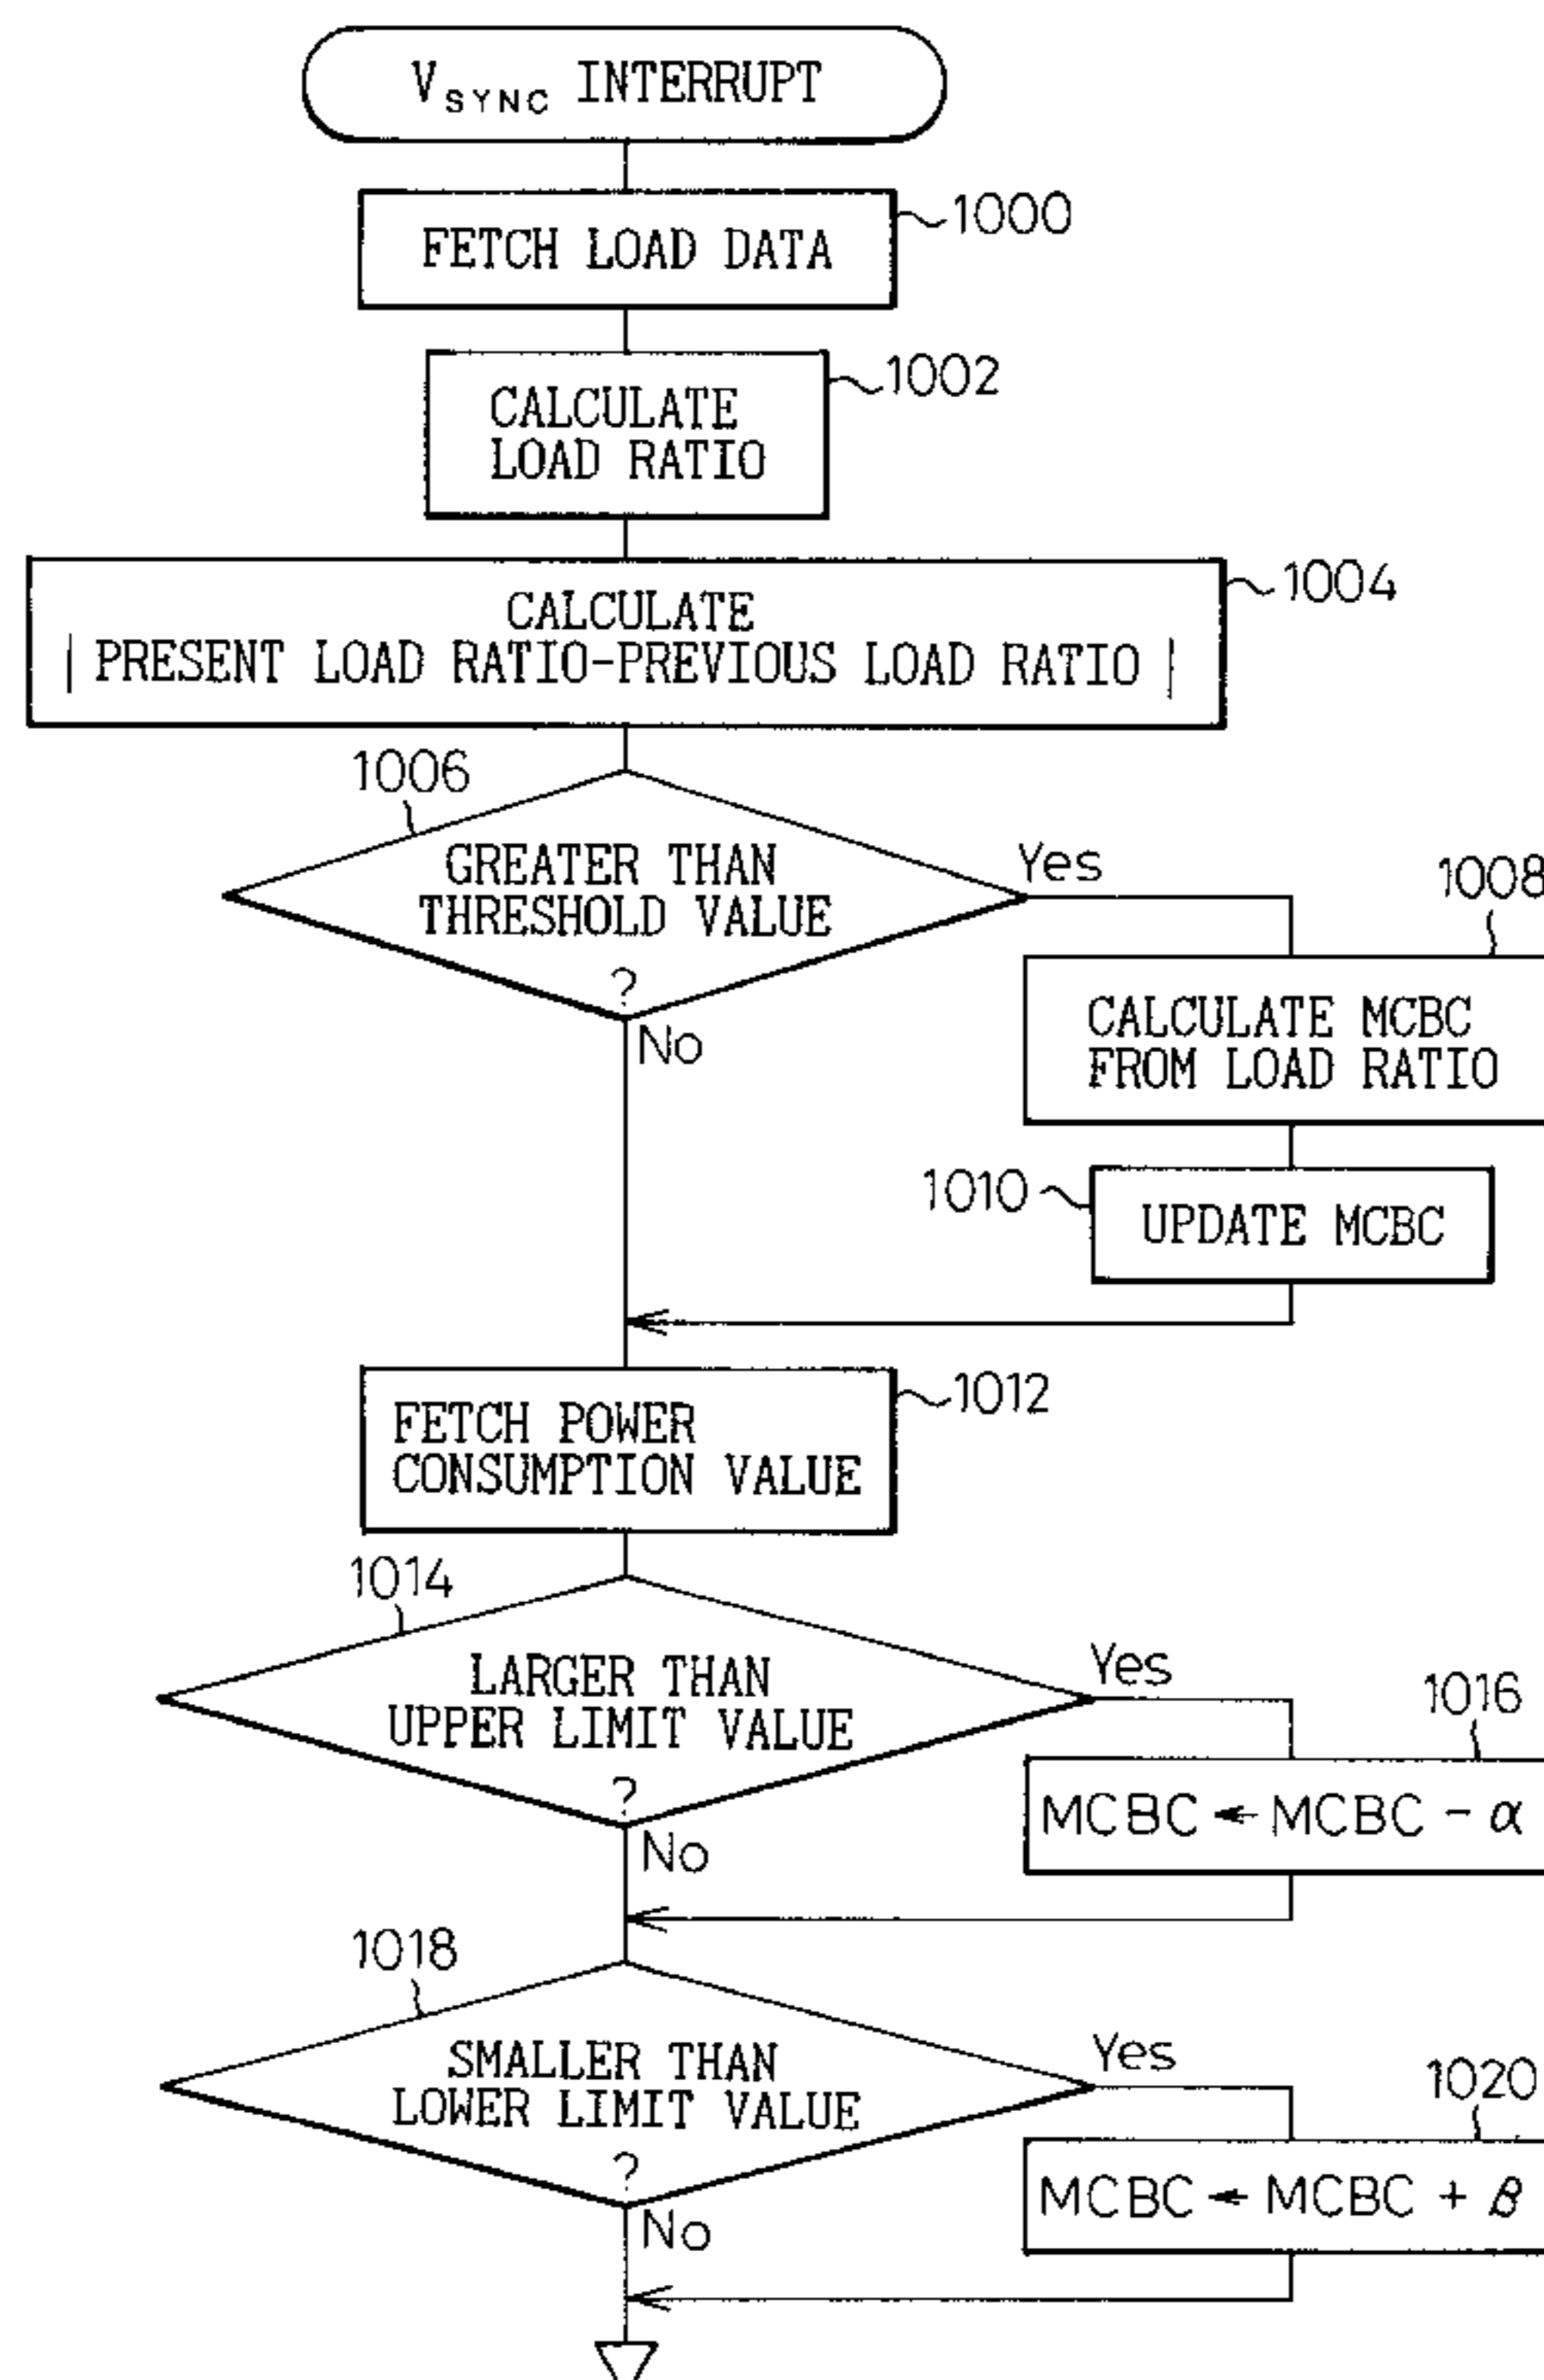 VSYNC INTERRUPT
1000
FETCH LOAD DATA
1002
CALCULATE
LOAD RATIO
1004
CALCULATE
| PRESENT LOAD RATIO-PREVIOUS LOAD RATIO |
1006
GREATER THAN
THRESHOLD VALUE
?
Yes
No
1008
CALCULATE MCBC
FROM LOAD RATIO
1010
UPDATE MCBC
1012
FETCH POWER
CONSUMPTION VALUE
1014
LARGER THAN
UPPER LIMIT VALUE
?
Yes
No
1016
MCBC ← MCBC - α
1018
SMALLER THAN
LOWER LIMIT VALUE
?
Yes
No
1020
MCBC ← MCBC + β